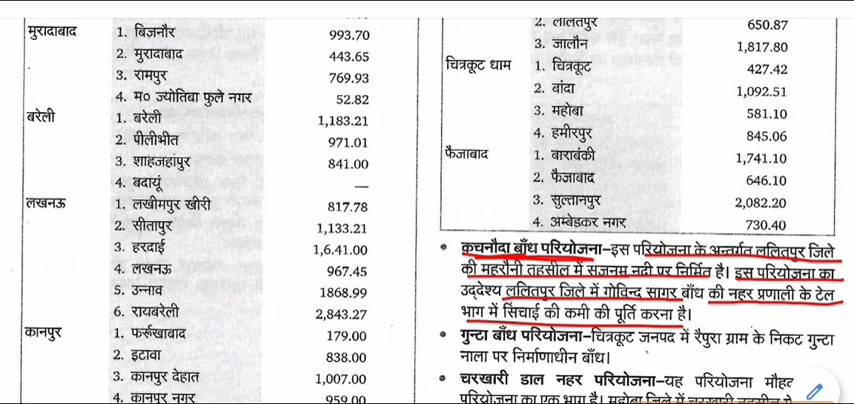 मुरादाबाद 1. बिजनौर 993.70
2. मुरादाबाद 443.65
3. रामपुर 769.93
4. म० ज्योतिबा फुले नगर 52.82
बरेली 1. बरेली 1,183.21
2. पीलीभीत 971.01
3. शाहजहांपुर 841.00
4. बदायूं —
लखनऊ 1. लखीमपुर खीरी 817.78
2. सीतापुर 1,133.21
3. हरदाई 1,6.41.00
4. लखनऊ 967.45
5. उन्नाव 1868.99
6. रायबरेली 2,843.27
कानपुर 1. फर्रूखाबाद 179.00
2. इटावा 838.00
3. कानपुर देहात 1,007.00
4. कानपुर नगर 959.00
2. ललितपुर 650.87
3. जालौन 1,817.80
चित्रकूट धाम 1. चित्रकूट 427.42
2. बांदा 1,092.51
3. महोबा 581.10
4. हमीरपुर 845.06
फैजाबाद 1. बाराबंकी 1,741.10
2. फैजाबाद 646.10
3. सुल्तानपुर 2,082.20
4. अम्बेडकर नगर 730.40
• कचनौदा बाँध परियोजना–इस परियोजना के अन्तर्गत ललितपुर जिले
की महरौनी तहसील में सजनम नदी पर निर्मित है। इस परियोजना का
उद्देश्य ललितपुर जिले में गोविन्द सागर बाँध की नहर प्रणाली के टेल
भाग में सिंचाई की कमी की पूर्ति करना है।
• गुन्टा बाँध परियोजना–चित्रकूट जनपद में रैपुरा ग्राम के निकट गुन्टा
नाला पर निर्माणाधीन बाँध।
• चरखारी डाल नहर परियोजना–यह परियोजना मौदह
परियोजना का एक भाग है। महोबा जिले में चरखारी तहसील में